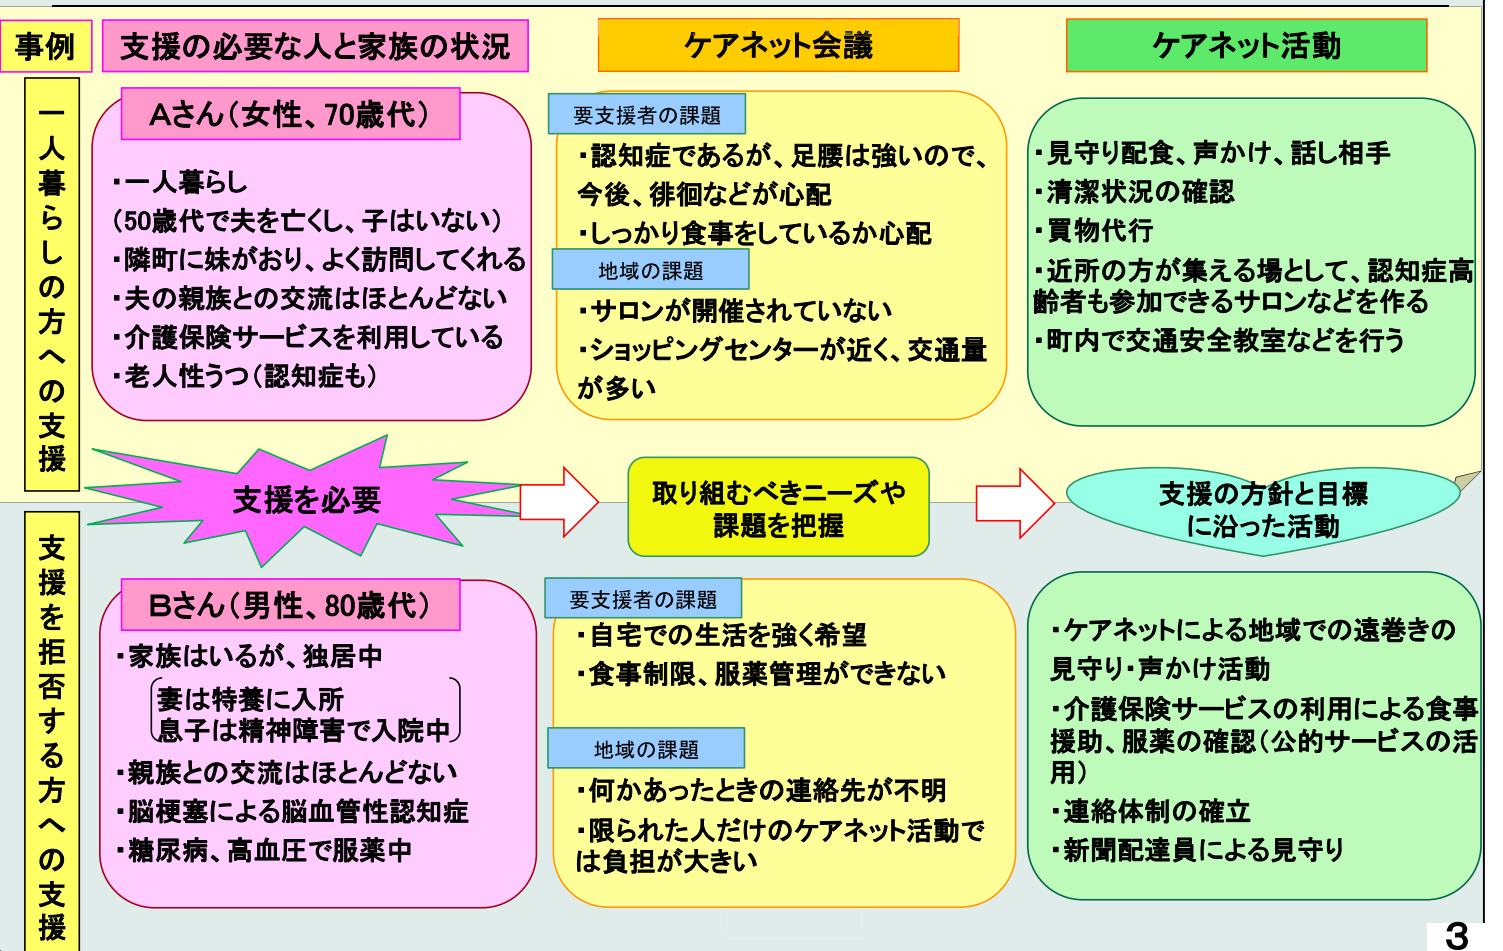 事例
支援の必要な人と家族の状況
ケアネット会議
ケアネット活動
一人暮らしの方への支援
Aさん(女性、70歳代)
・一人暮らし
(50歳代で夫を亡くし、子はいない)
・隣町に妹がおり、よく訪問してくれる
・夫の親族との交流はほとんどない
・介護保険サービスを利用している
・老人性うつ(認知症も)
要支援者の課題
・認知症であるが、足腰は強いので、
今後、徘徊などが心配
・しっかり食事をしているか心配
地域の課題
・サロンが開催されていない
・ショッピングセンターが近く、交通量
が多い
・見守り配食、声かけ、話し相手
・清潔状況の確認
・買物代行
・近所の方が集える場として、認知症高
齢者も参加できるサロンなどを作る
・町内で交通安全教室などを行う
支援を必要
取り組むべきニーズや
課題を把握
支援の方針と目標
に沿った活動
支援を拒否する方への支援
Bさん(男性、80歳代)
・家族はいるが、独居中
妻は特養に入所
息子は精神障害で入院中
・親族との交流はほとんどない
・脳梗塞による脳血管性認知症
・糖尿病、高血圧で服薬中
要支援者の課題
・自宅での生活を強く希望
・食事制限、服薬管理ができない
地域の課題
・何かあったときの連絡先が不明
・限られた人だけのケアネット活動で
は負担が大きい
・ケアネットによる地域での遠巻きの
見守り・声かけ活動
・介護保険サービスの利用による食事
援助、服薬の確認(公的サービスの活
用)
・連絡体制の確立
・新聞配達員による見守り
3